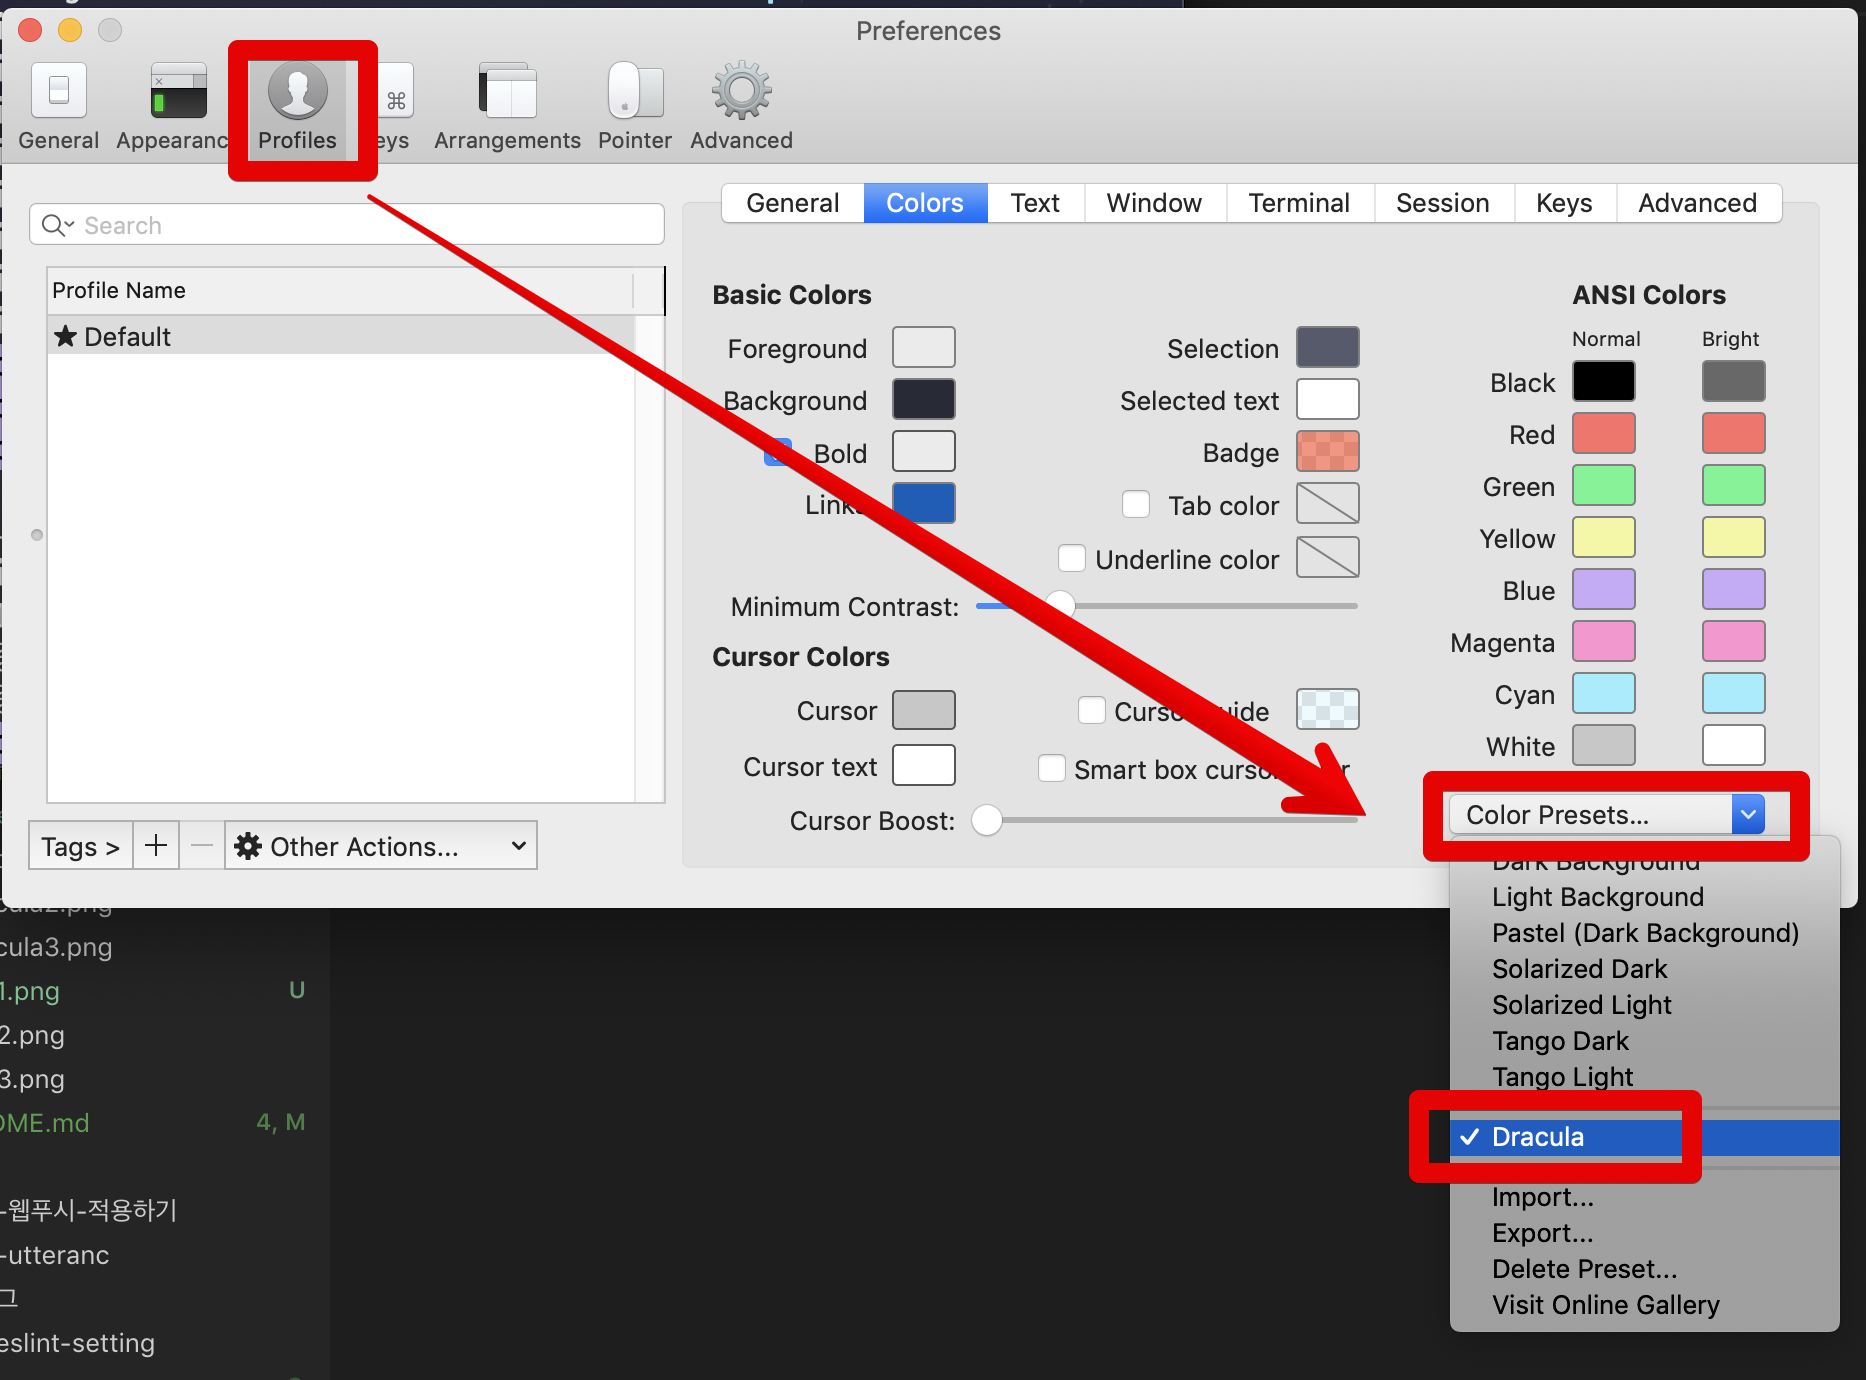 Preferences
General
Appearanc
Profiles
eys
Arrangements
Pointer
Advanced
Search
Profile Name
★ Default
Tags >
+
−
Other Actions...
General
Colors
Text
Window
Terminal
Session
Keys
Advanced
Basic Colors
Foreground
Background
Bold
Links
Selection
Selected text
Badge
Tab color
Underline color
Minimum Contrast:
Cursor Colors
Cursor
Cursor text
Cursor Boost:
Curso uide
Smart box curso r
ANSI Colors
Normal Bright
Black
Red
Green
Yellow
Blue
Magenta
Cyan
White
Color Presets...
Dark Background
Light Background
Pastel (Dark Background)
Solarized Dark
Solarized Light
Tango Dark
Tango Light
✓ Dracula
Import...
Export...
Delete Preset...
Visit Online Gallery
cula2.png
cula3.png
1.png U
2.png
3.png
OME.md 4, M
-웹푸시-적용하기
-utteranc
그
eslint-setting